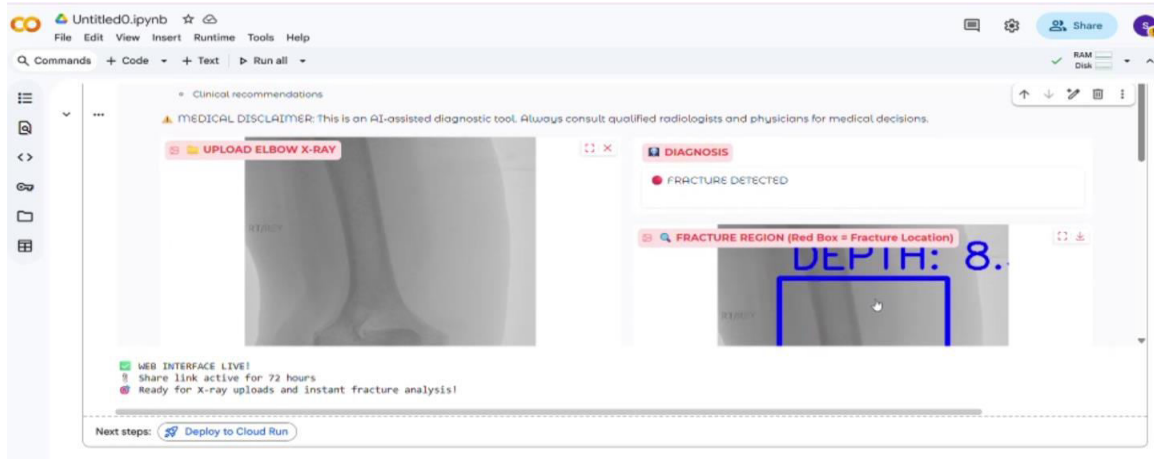 Untitled0.ipynb
File Edit View Insert Runtime Tools Help
Share
S
Commands + Code + Text Run all
RAM
Disk
Clinical recommendations
MEDICAL DISCLAIMER: This is an AI-assisted diagnostic tool. Always consult qualified radiologists and physicians for medical decisions.
UPLOAD ELBOW X-RAY
DIAGNOSIS
FRACTURE DETECTED
FRACTURE REGION (Red Box = Fracture Location)
DEPTH: 8.
WEB INTERFACE LIVE!
Share link active for 72 hours
Ready for X-ray uploads and instant fracture analysis!
Next steps: Deploy to Cloud Run